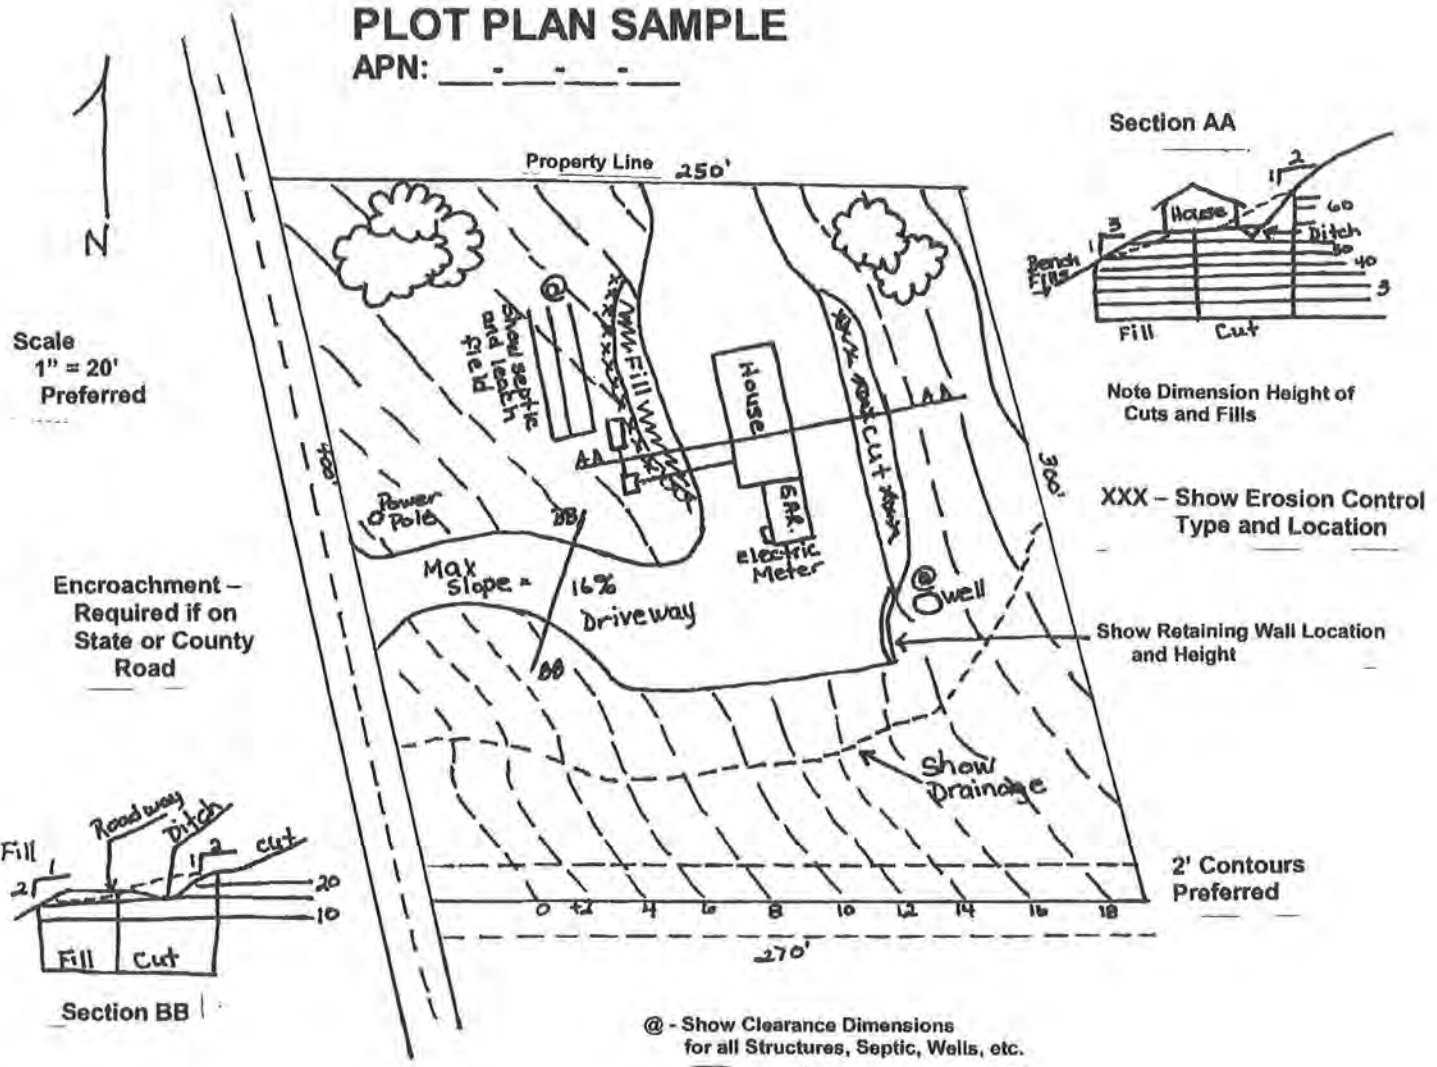 PLOT PLAN SAMPLE
APN: ___-___-___-___
N
Scale
1" = 20'
Preferred
Property Line 250'
Section AA
2
1
60
House
Ditch
3
1
50
40
Bench
Fills
3
Fill Cut
Note Dimension Height of
Cuts and Fills
XXX – Show Erosion Control
Type and Location
@
Show septic
and leach
field
Fill
House
AA
AA
cut
GAR.
Electric
Meter
400'
300'
Power
Pole
BB
Max
Slope =
16%
Driveway
BB
@
Well
Encroachment –
Required if on
State or County
Road
Show Retaining Wall Location
and Height
Show
Drainage
Roadway
Ditch
Fill
1
2
2
1
cut
20
10
Fill Cut
Section BB
2' Contours
Preferred
0 +2 4 6 8 10 12 14 16 18
270'
@ - Show Clearance Dimensions
for all Structures, Septic, Wells, etc.